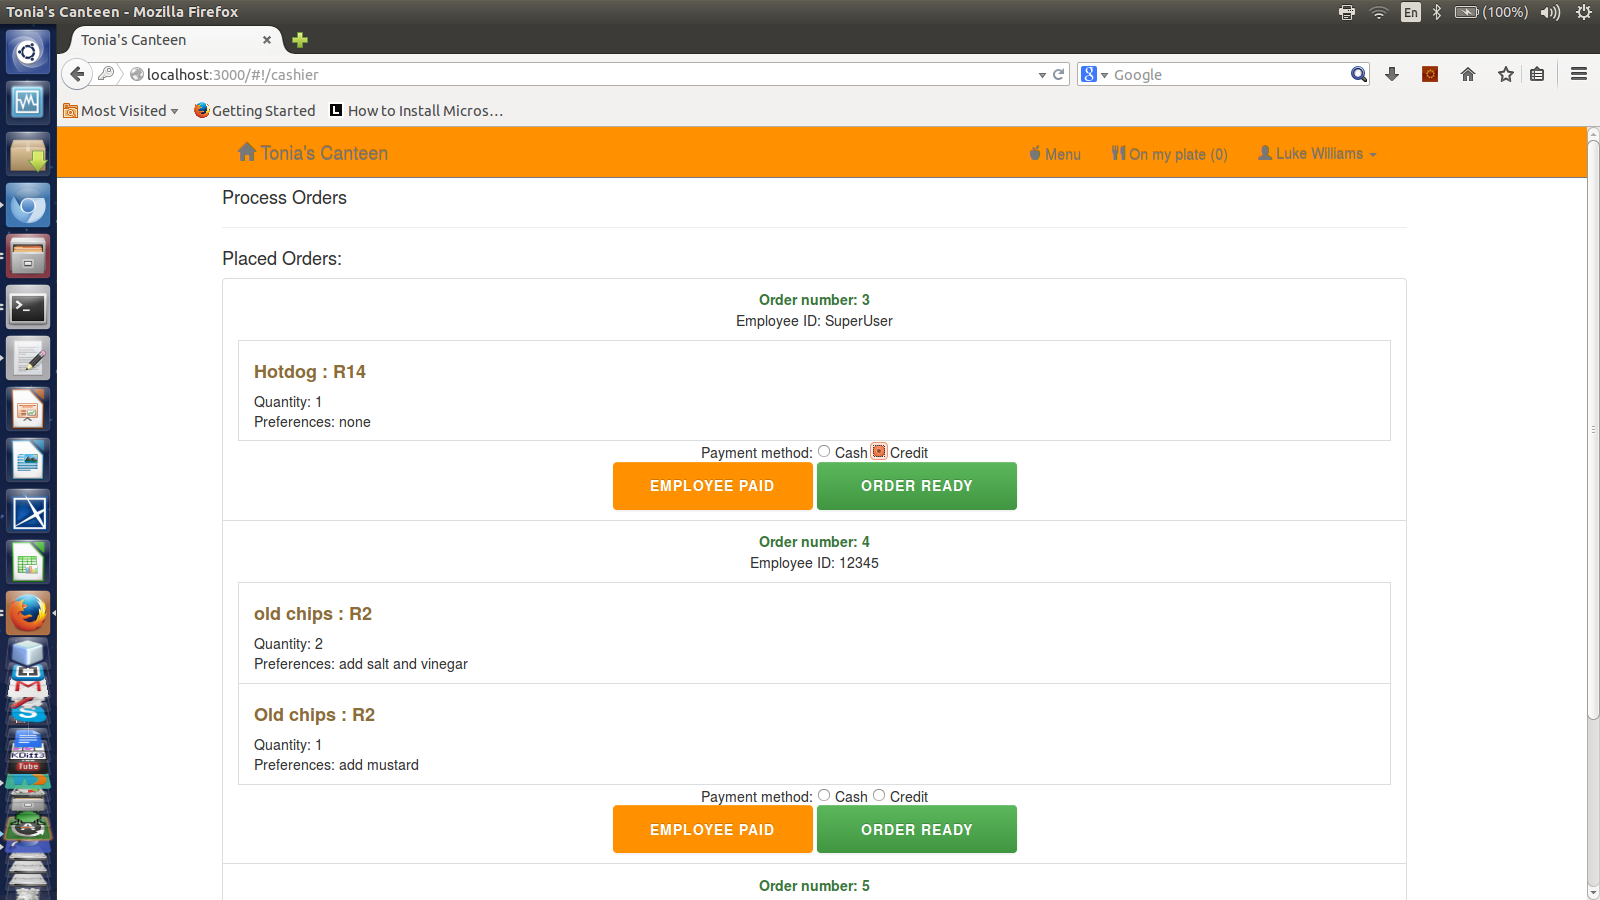 Tonia's Canteen - Mozilla Firefox
En
(100%)
Tonia's Canteen
localhost:3000/#!/cashier
Google
Most Visited
Getting Started
How to Install Micros…
Tonia's Canteen
Menu
On my plate (0)
Luke Williams
Process Orders
Placed Orders:
Order number: 3
Employee ID: SuperUser
Hotdog : R14
Quantity: 1
Preferences: none
Payment method: Cash Credit
EMPLOYEE PAID
ORDER READY
Order number: 4
Employee ID: 12345
old chips : R2
Quantity: 2
Preferences: add salt and vinegar
Old chips : R2
Quantity: 1
Preferences: add mustard
Payment method: Cash Credit
EMPLOYEE PAID
ORDER READY
Order number: 5
Tube